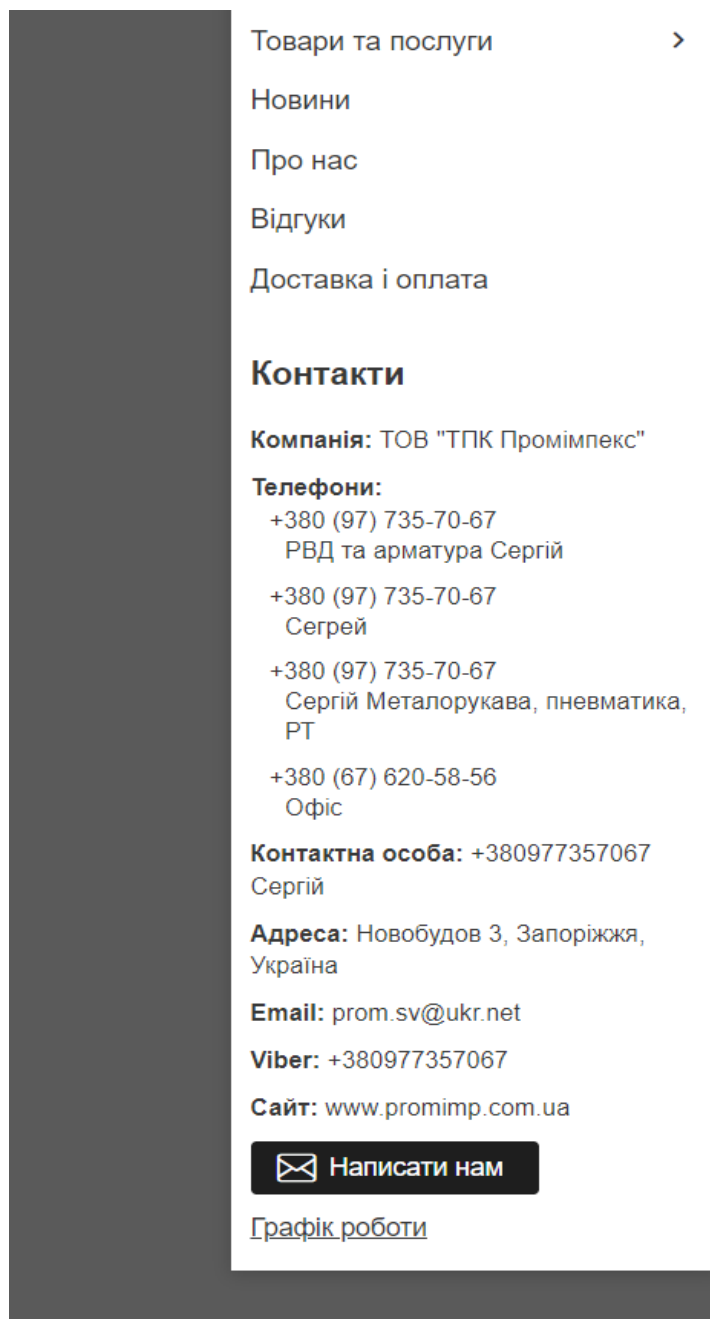 Товари та послуги
Новини
Про нас
Відгуки
Доставка і оплата
Контакти
Компанія: ТОВ "ТПК Промімпекс"
Телефони:
+380 (97) 735-70-67
РВД та арматура Сергій
+380 (97) 735-70-67
Сегрей
+380 (97) 735-70-67
Сергій Металорукава, пневматика,
РТ
+380 (67) 620-58-56
Офіс
Контактна особа: +380977357067
Сергій
Адреса: Новобудов 3, Запоріжжя,
Україна
Email: prom.sv@ukr.net
Viber: +380977357067
Сайт: www.promimp.com.ua
Написати нам
Графік роботи